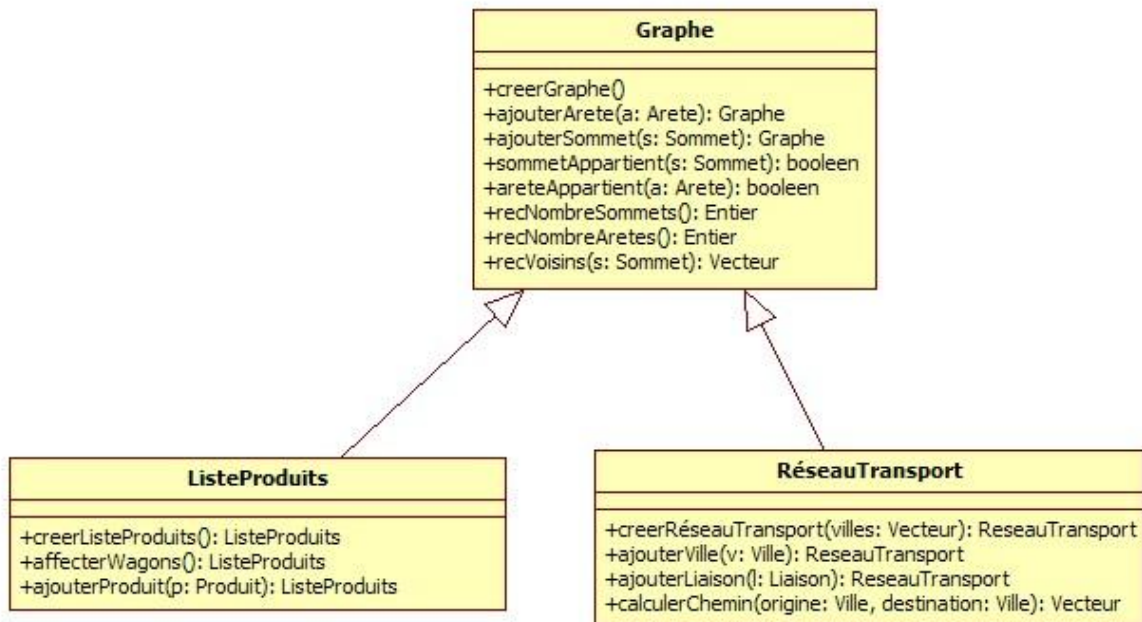 Graphe
+creerGraphe()
+ajouterArete(a: Arete): Graphe
+ajouterSommet(s: Sommet): Graphe
+sommetAppartient(s: Sommet): booleen
+areteAppartient(a: Arete): booleen
+recNombreSommets(): Entier
+recNombreAretes(): Entier
+recVoisins(s: Sommet): Vecteur
ListeProduits
+creerListeProduits(): ListeProduits
+affecterWagons(): ListeProduits
+ajouterProduit(p: Produit): ListeProduits
RéseauTransport
+creerRéseauTransport(villes: Vecteur): ReseauTransport
+ajouterVille(v: Ville): ReseauTransport
+ajouterLiaison(l: Liaison): ReseauTransport
+calculerChemin(origine: Ville, destination: Ville): Vecteur